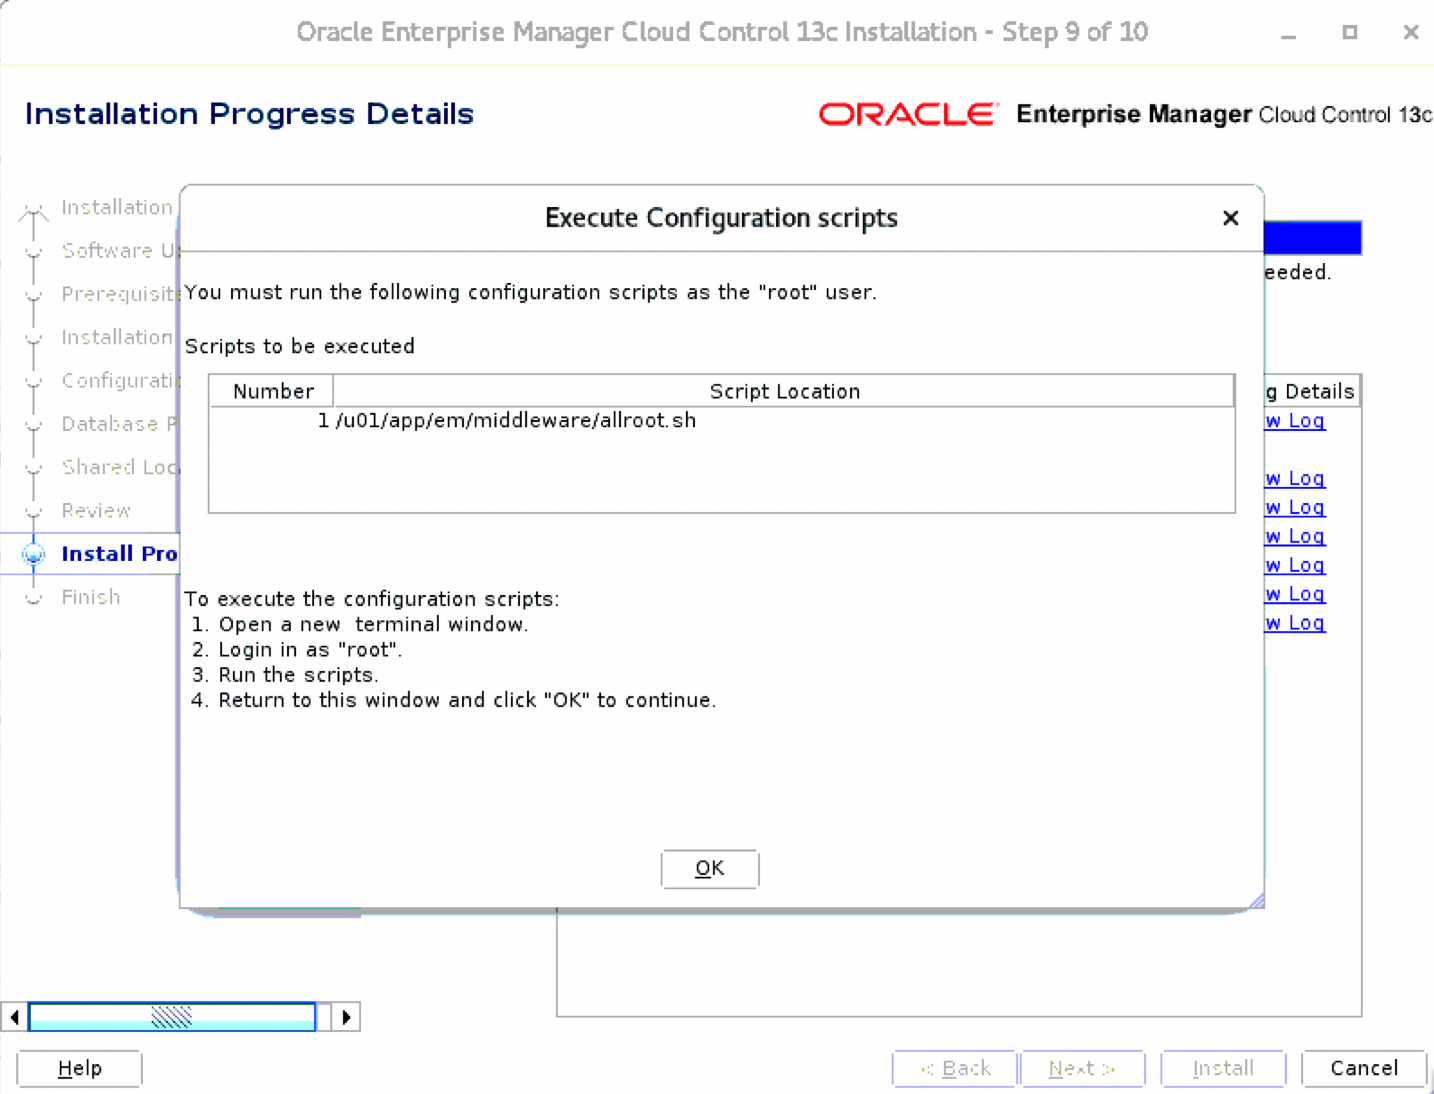 Oracle Enterprise Manager Cloud Control 13c Installation - Step 9 of 10
Installation Progress Details
ORACLE Enterprise Manager Cloud Control 13c
Installation
Software U
Prerequisite
Installation
Configurati
Database P
Shared Loc
Review
Install Pro
Finish
Execute Configuration scripts
You must run the following configuration scripts as the "root" user.
Scripts to be executed
Number Script Location
1 /u01/app/em/middleware/allroot.sh
To execute the configuration scripts:
1. Open a new  terminal window.
2. Login in as "root".
3. Run the scripts.
4. Return to this window and click "OK" to continue.
OK
eeded.
g Details
w Log
w Log
w Log
w Log
w Log
w Log
w Log
Help
< Back
Next >
Install
Cancel